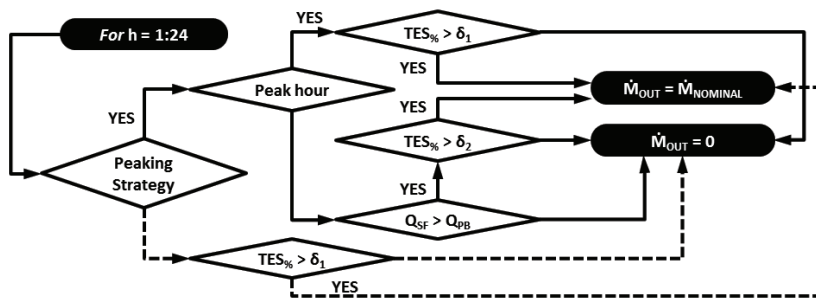 For h = 1:24
YES
TES% > δ1
YES
YES
Peak hour
ṀOUT = ṀNOMINAL
YES
Peaking
Strategy
TES% > δ2
ṀOUT = 0
YES
QSF > QPB
TES% > δ1
YES